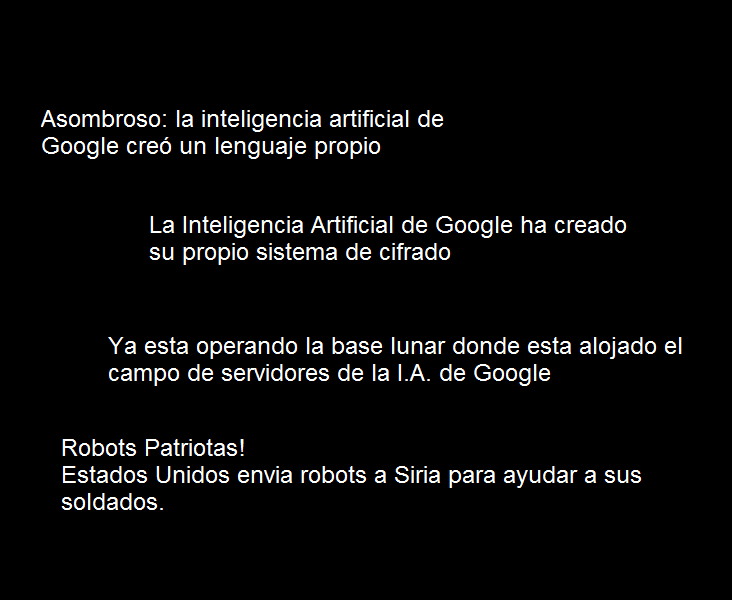 Asombroso: la inteligencia artificial de
Google creó un lenguaje propio
La Inteligencia Artificial de Google ha creado
su propio sistema de cifrado
Ya esta operando la base lunar donde esta alojado el
campo de servidores de la I.A. de Google
Robots Patriotas!
Estados Unidos envia robots a Siria para ayudar a sus
soldados.